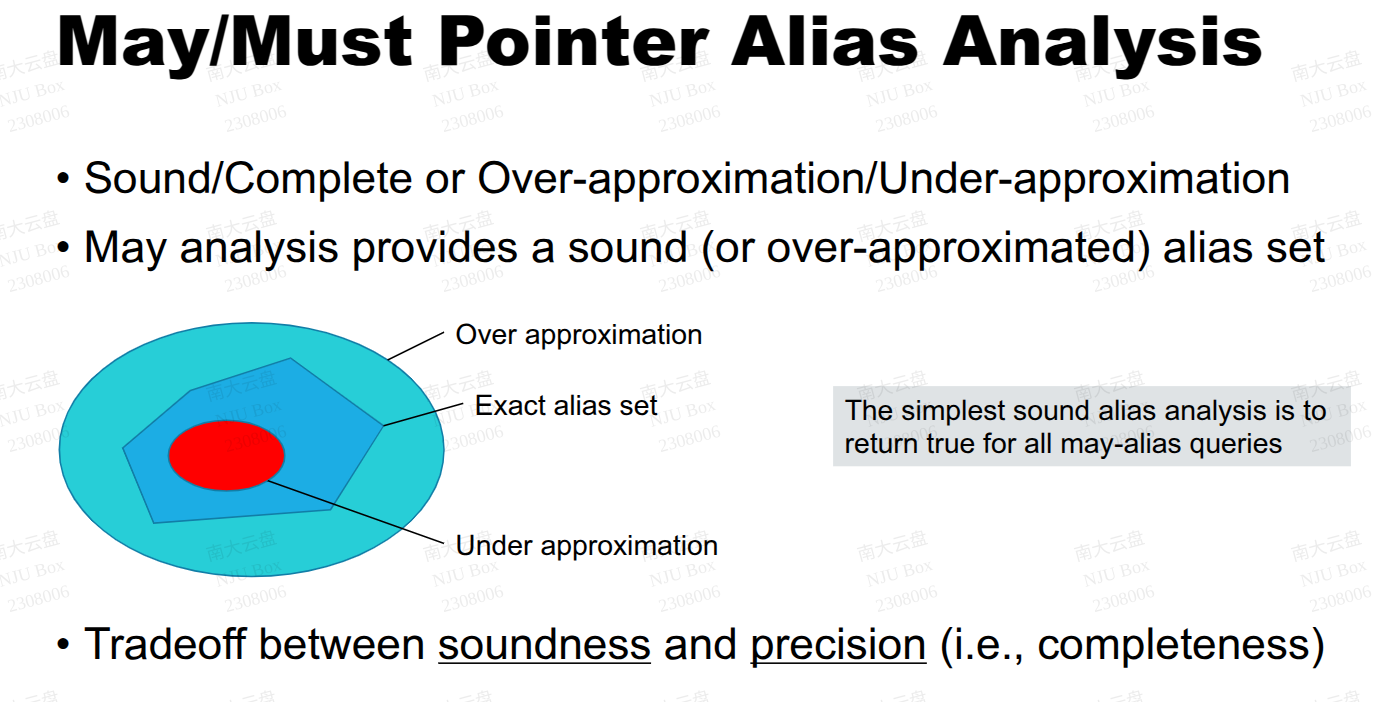 May/Must Pointer Alias Analysis
• Sound/Complete or Over-approximation/Under-approximation
• May analysis provides a sound (or over-approximated) alias set
Over approximation
Exact alias set
The simplest sound alias analysis is to
return true for all may-alias queries
Under approximation
• Tradeoff between soundness and precision (i.e., completeness)
南大云盘
NJU Box
2308006